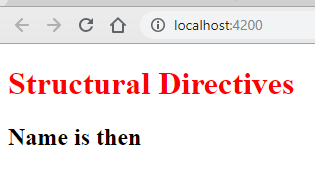 localhost:4200
Structural Directives
Name is then